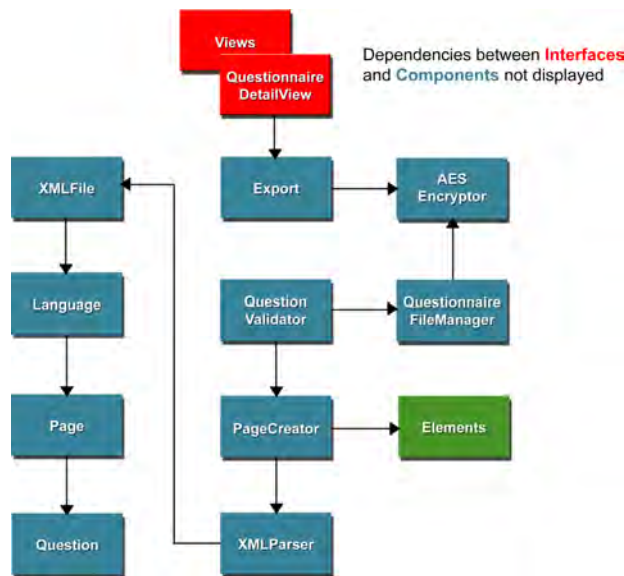 Views
Questionnaire
DetailView
Dependencies between Interfaces
and Components not displayed
XMLFile
Export
AES
Encryptor
Language
Question
Validator
Questionnaire
FileManager
Page
PageCreator
Elements
Question
XMLParser